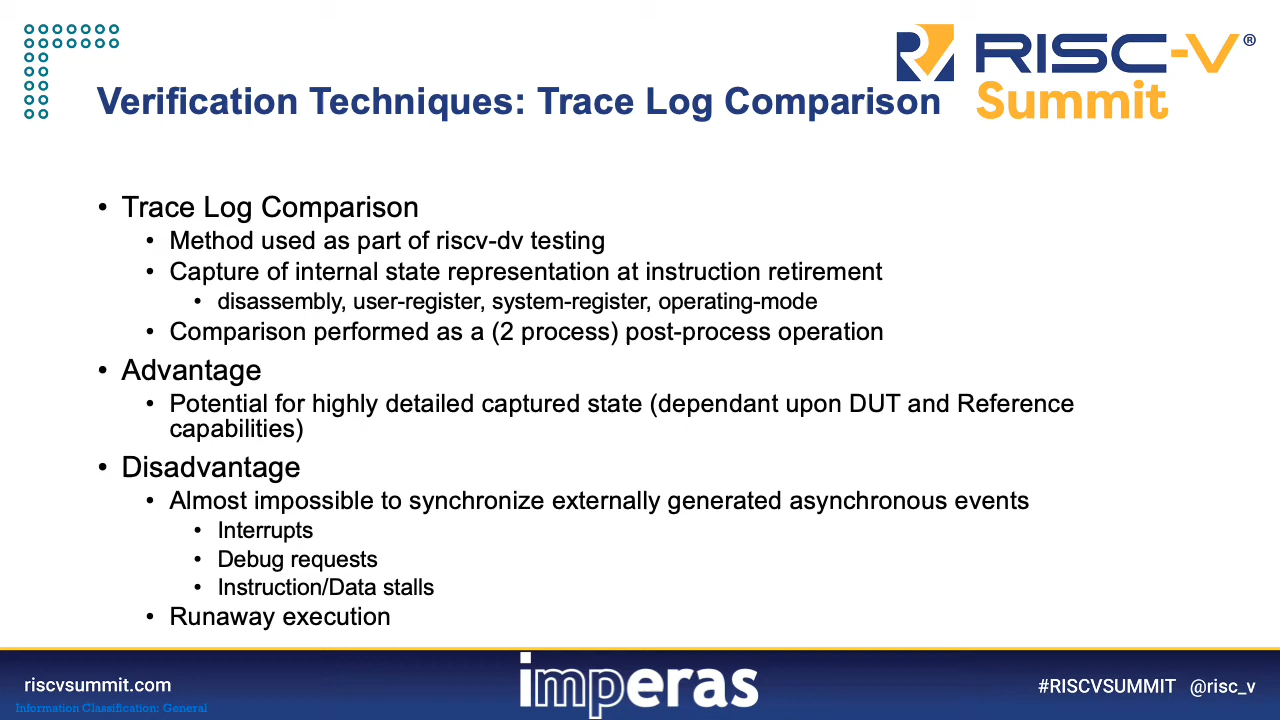 RISC-V®
Summit
Verification Techniques: Trace Log Comparison
• Trace Log Comparison
• Method used as part of riscv-dv testing
• Capture of internal state representation at instruction retirement
• disassembly, user-register, system-register, operating-mode
• Comparison performed as a (2 process) post-process operation
• Advantage
• Potential for highly detailed captured state (dependant upon DUT and Reference
capabilities)
• Disadvantage
• Almost impossible to synchronize externally generated asynchronous events
• Interrupts
• Debug requests
• Instruction/Data stalls
• Runaway execution
riscvsummit.com
imperas
#RISCVSUMMIT @risc_v
Information Classification: General